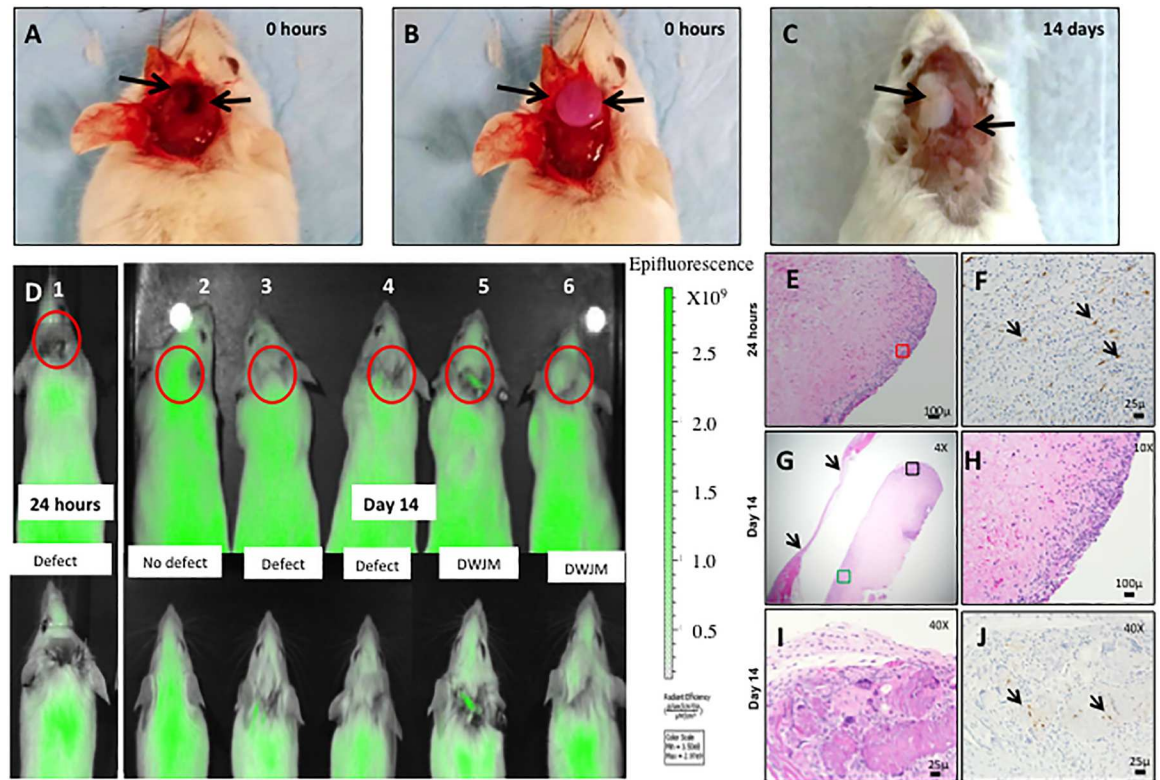 A
0 hours
B
0 hours
C
14 days
D
1
2
3
4
5
6
24 hours
Day 14
Defect
No defect
Defect
Defect
DWJM
DWJM
Epifluorescence
X10⁹
2.5
2.0
1.5
1.0
0.5
Radiant Efficiency
Color Scale
24 hours
E
100µ
F
25µ
Day 14
G
4X
H
10X
100µ
Day 14
I
40X
25µ
J
40X
25µ